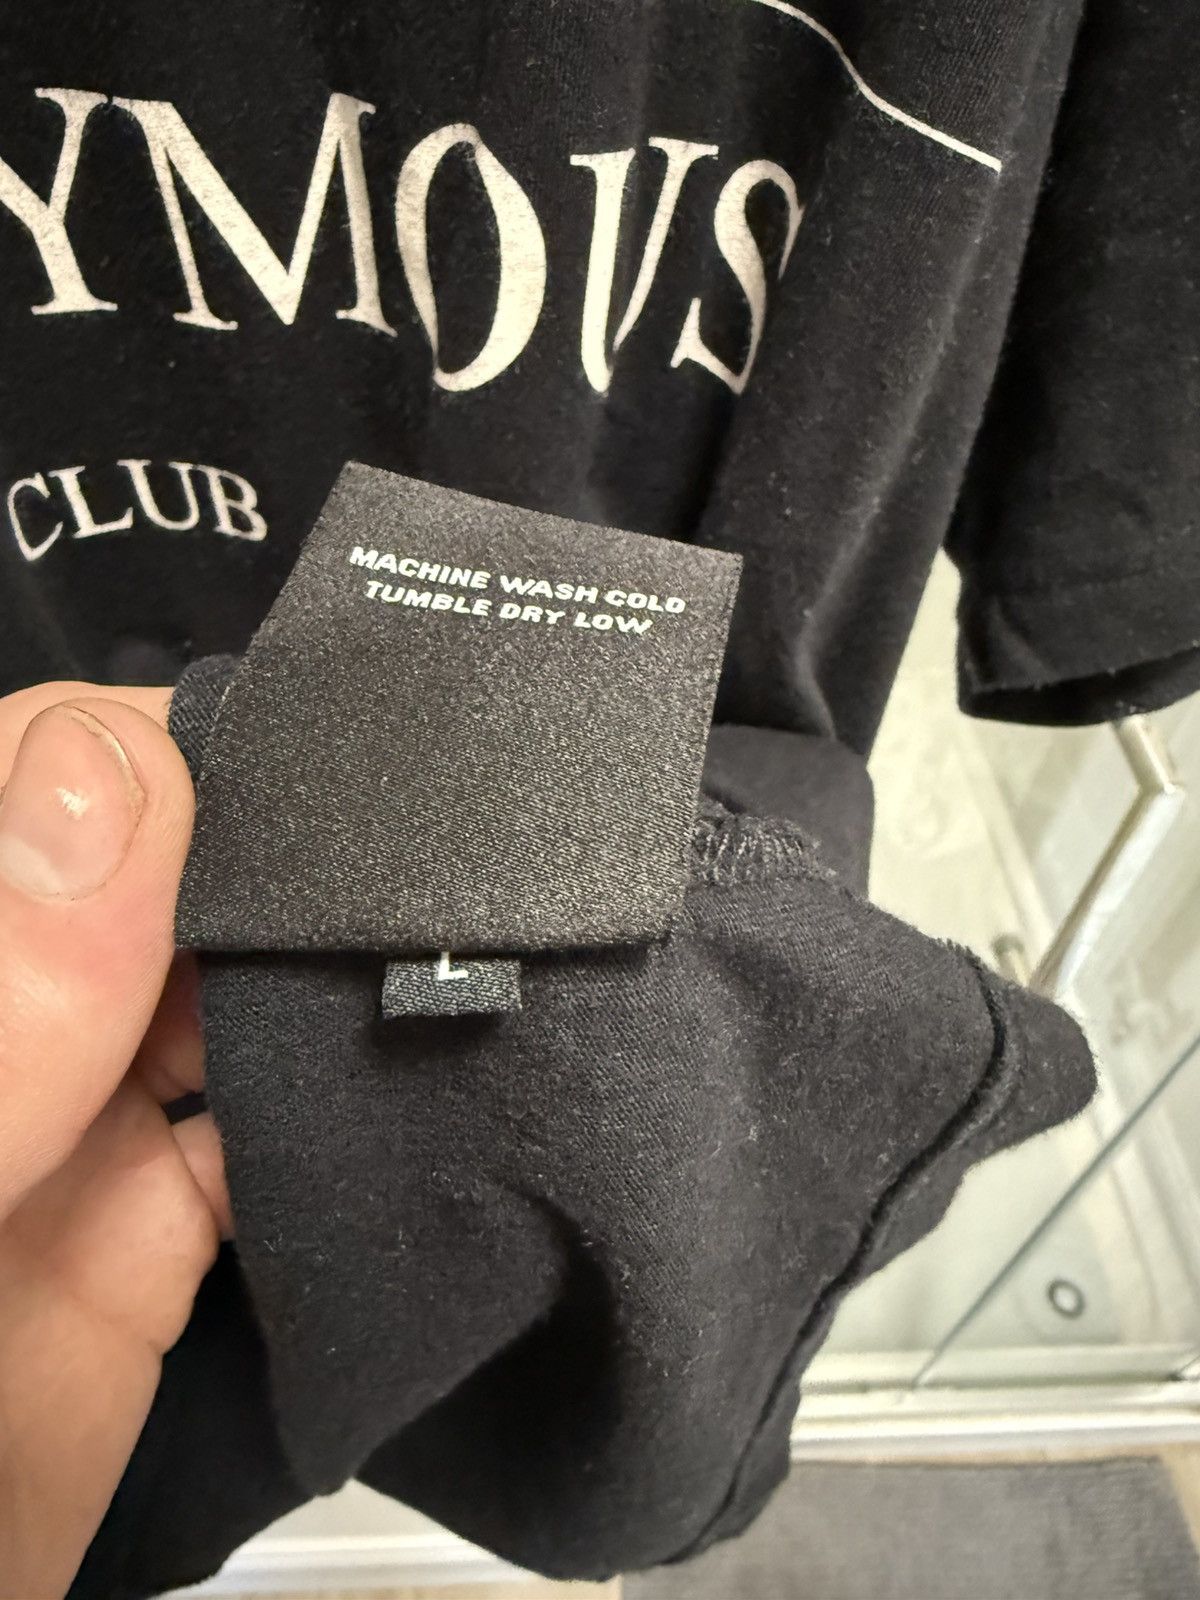 YMOUS
CLUB
MACHINE WASH COLD
TUMBLE DRY LOW
L